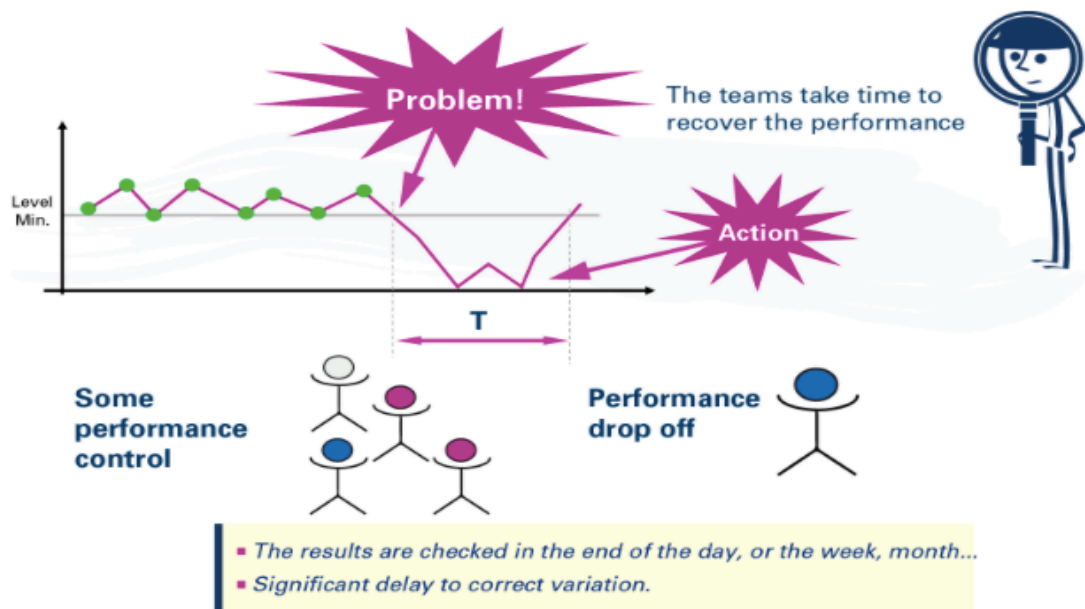 Problem!
The teams take time to
recover the performance
Level
Min.
Action
T
Some
performance
control
Performance
drop off
The results are checked in the end of the day, or the week, month...
Significant delay to correct variation.